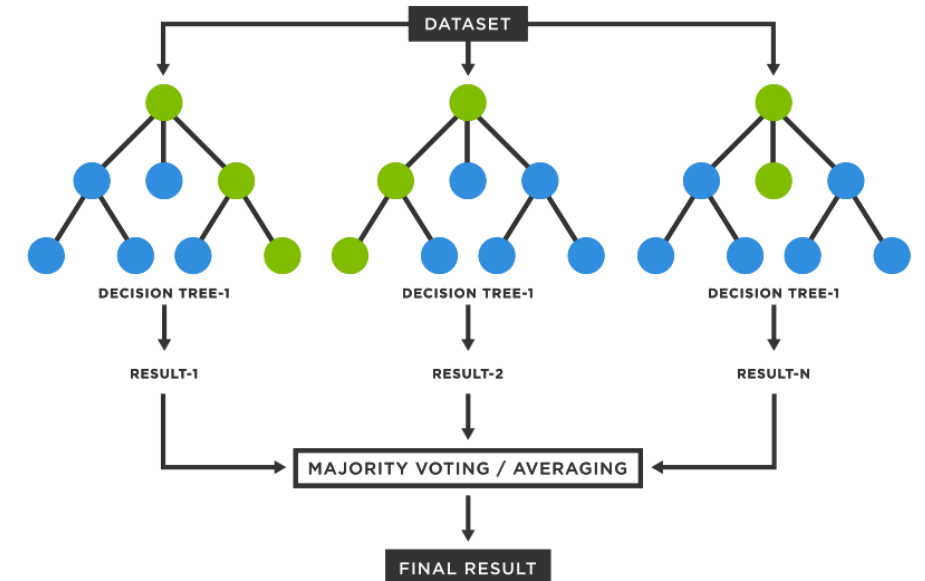 DATASET
DECISION TREE-1
DECISION TREE-1
DECISION TREE-1
RESULT-1
RESULT-2
RESULT-N
MAJORITY VOTING / AVERAGING
FINAL RESULT